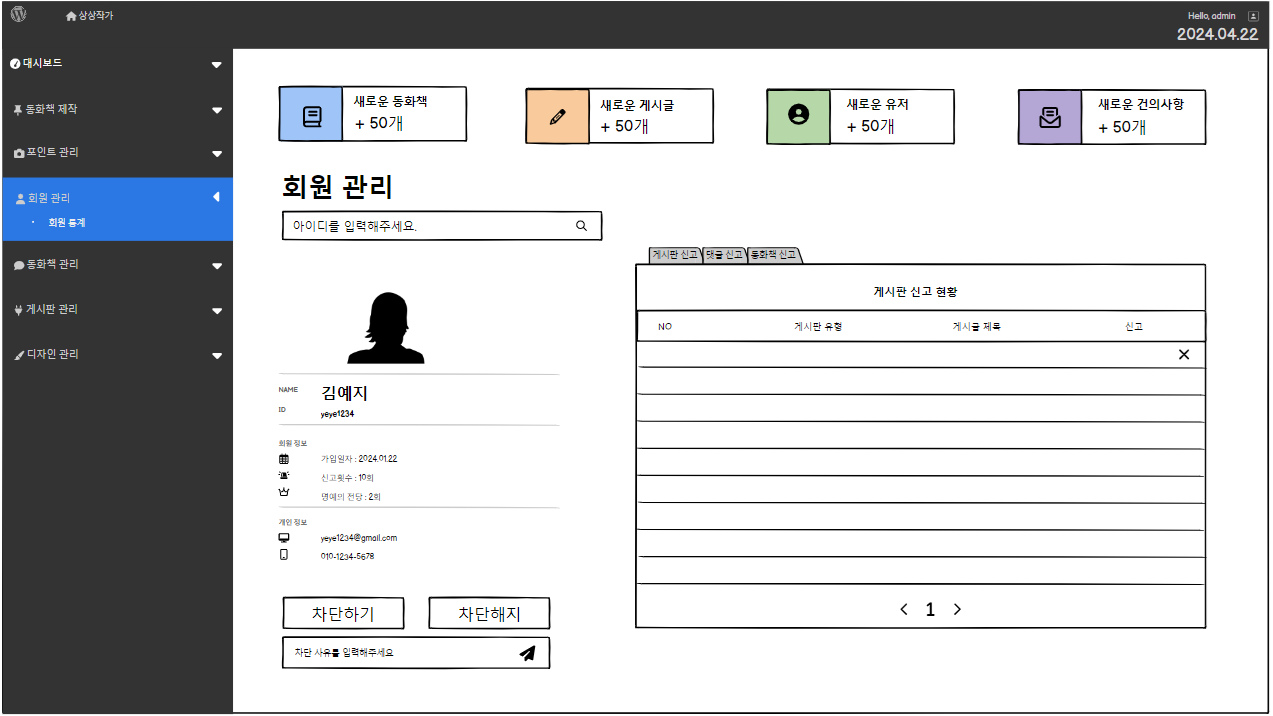 상상작가
Hello, admin
2024.04.22
대시보드
동화책 제작
포인트 관리
회원 관리
· 회원 통계
동화책 관리
게시판 관리
디자인 관리
새로운 동화책
+ 50개
새로운 게시글
+ 50개
새로운 유저
+ 50개
새로운 건의사항
+ 50개
회원 관리
아이디를 입력해주세요.
NAME 김예지
ID yeye1234
회원 정보
가입일자 : 2024.01.22
신고횟수 : 10회
명예의 전당 : 2회
개인 정보
yeye1234@gmail.com
010-1234-5678
차단하기 차단해지
차단 사유를 입력해주세요
게시판 신고 댓글 신고 동화책 신고
게시판 신고 현황
NO 게시판 유형 게시글 제목 신고
1